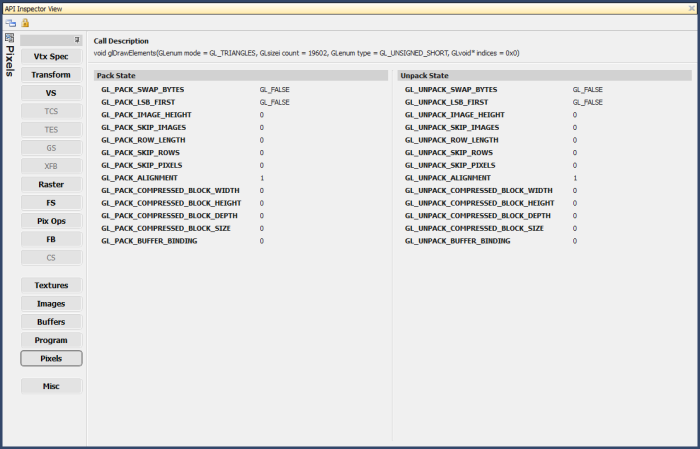 API Inspector View
Pixels
Vtx Spec
Transform
VS
TCS
TES
GS
XFB
Raster
FS
Pix Ops
FB
CS
Textures
Images
Buffers
Program
Pixels
Misc
Call Description
void glDrawElements(GLenum mode = GL_TRIANGLES, GLsizei count = 19602, GLenum type = GL_UNSIGNED_SHORT, GLvoid* indices = 0x0)
Pack State
GL_PACK_SWAP_BYTES GL_FALSE
GL_PACK_LSB_FIRST GL_FALSE
GL_PACK_IMAGE_HEIGHT 0
GL_PACK_SKIP_IMAGES 0
GL_PACK_ROW_LENGTH 0
GL_PACK_SKIP_ROWS 0
GL_PACK_SKIP_PIXELS 0
GL_PACK_ALIGNMENT 1
GL_PACK_COMPRESSED_BLOCK_WIDTH 0
GL_PACK_COMPRESSED_BLOCK_HEIGHT 0
GL_PACK_COMPRESSED_BLOCK_DEPTH 0
GL_PACK_COMPRESSED_BLOCK_SIZE 0
GL_PACK_BUFFER_BINDING 0
Unpack State
GL_UNPACK_SWAP_BYTES GL_FALSE
GL_UNPACK_LSB_FIRST GL_FALSE
GL_UNPACK_IMAGE_HEIGHT 0
GL_UNPACK_SKIP_IMAGES 0
GL_UNPACK_ROW_LENGTH 0
GL_UNPACK_SKIP_ROWS 0
GL_UNPACK_SKIP_PIXELS 0
GL_UNPACK_ALIGNMENT 1
GL_UNPACK_COMPRESSED_BLOCK_WIDTH 0
GL_UNPACK_COMPRESSED_BLOCK_HEIGHT 0
GL_UNPACK_COMPRESSED_BLOCK_DEPTH 0
GL_UNPACK_COMPRESSED_BLOCK_SIZE 0
GL_UNPACK_BUFFER_BINDING 0